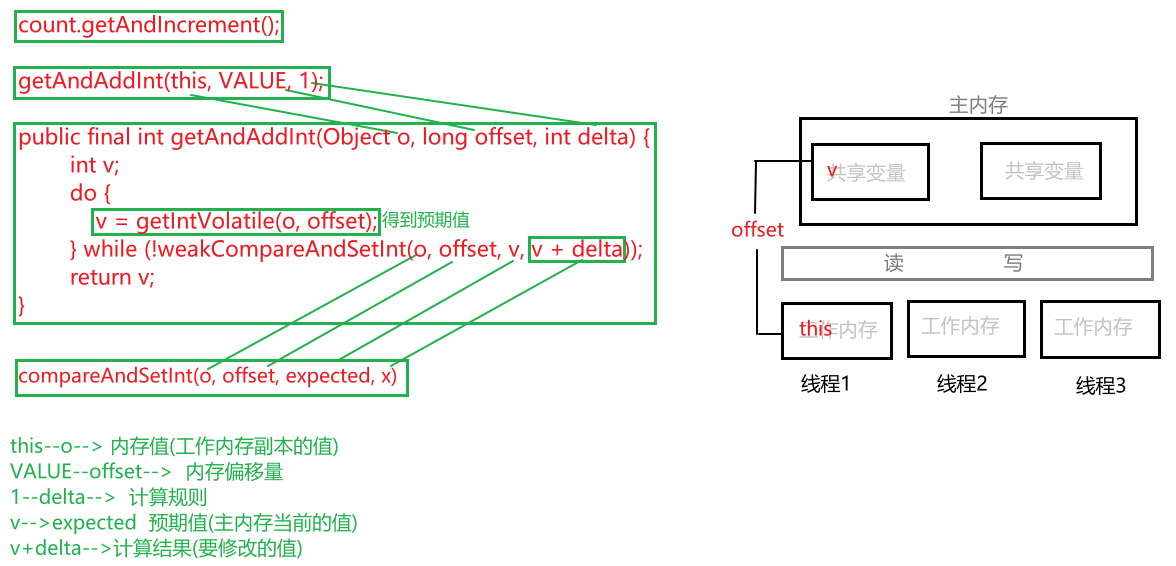 count.getAndIncrement();
getAndAddInt(this, VALUE, 1);
public final int getAndAddInt(Object o, long offset, int delta) {
int v;
do {
v = getIntVolatile(o, offset); 得到预期值
} while (!weakCompareAndSetInt(o, offset, v, v + delta));
return v;
}
compareAndSetInt(o, offset, expected, x)
this--o--> 内存值(工作内存副本的值)
VALUE--offset--> 内存偏移量
1--delta--> 计算规则
v-->expected 预期值(主内存当前的值)
v+delta-->计算结果(要修改的值)
主内存
v 共享变量 共享变量
offset
读 写
this 工作内存 工作内存 工作内存
线程1 线程2 线程3